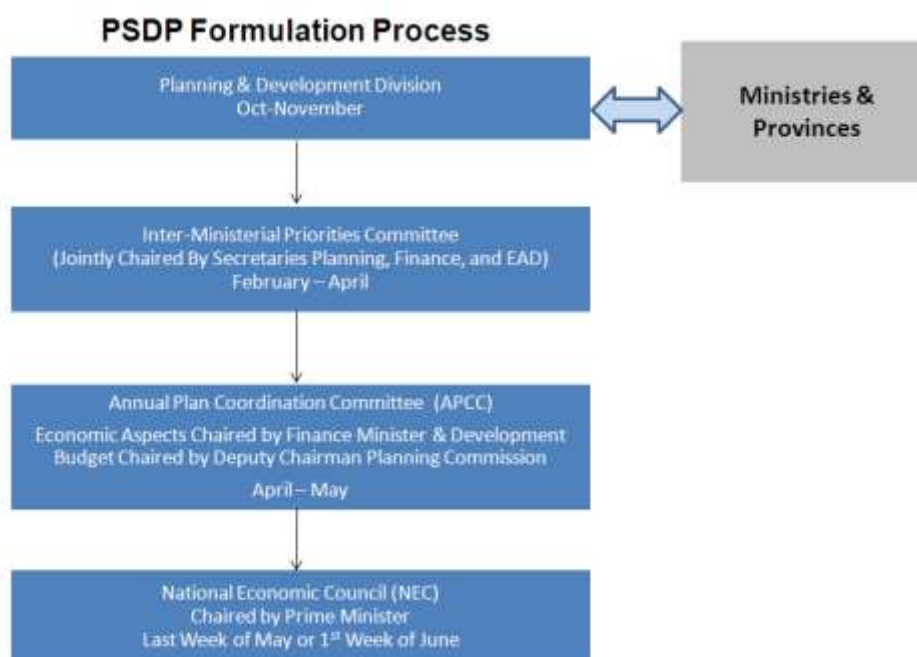 PSDP Formulation Process
Planning & Development Division
Oct-November
Ministries &
Provinces
Inter-Ministerial Priorities Committee
(Jointly Chaired By Secretaries Planning, Finance, and EAD)
February – April
Annual Plan Coordination Committee (APCC)
Economic Aspects Chaired by Finance Minister & Development
Budget Chaired by Deputy Chairman Planning Commission
April – May
National Economic Council (NEC)
Chaired by Prime Minister
Last Week of May or 1st Week of June